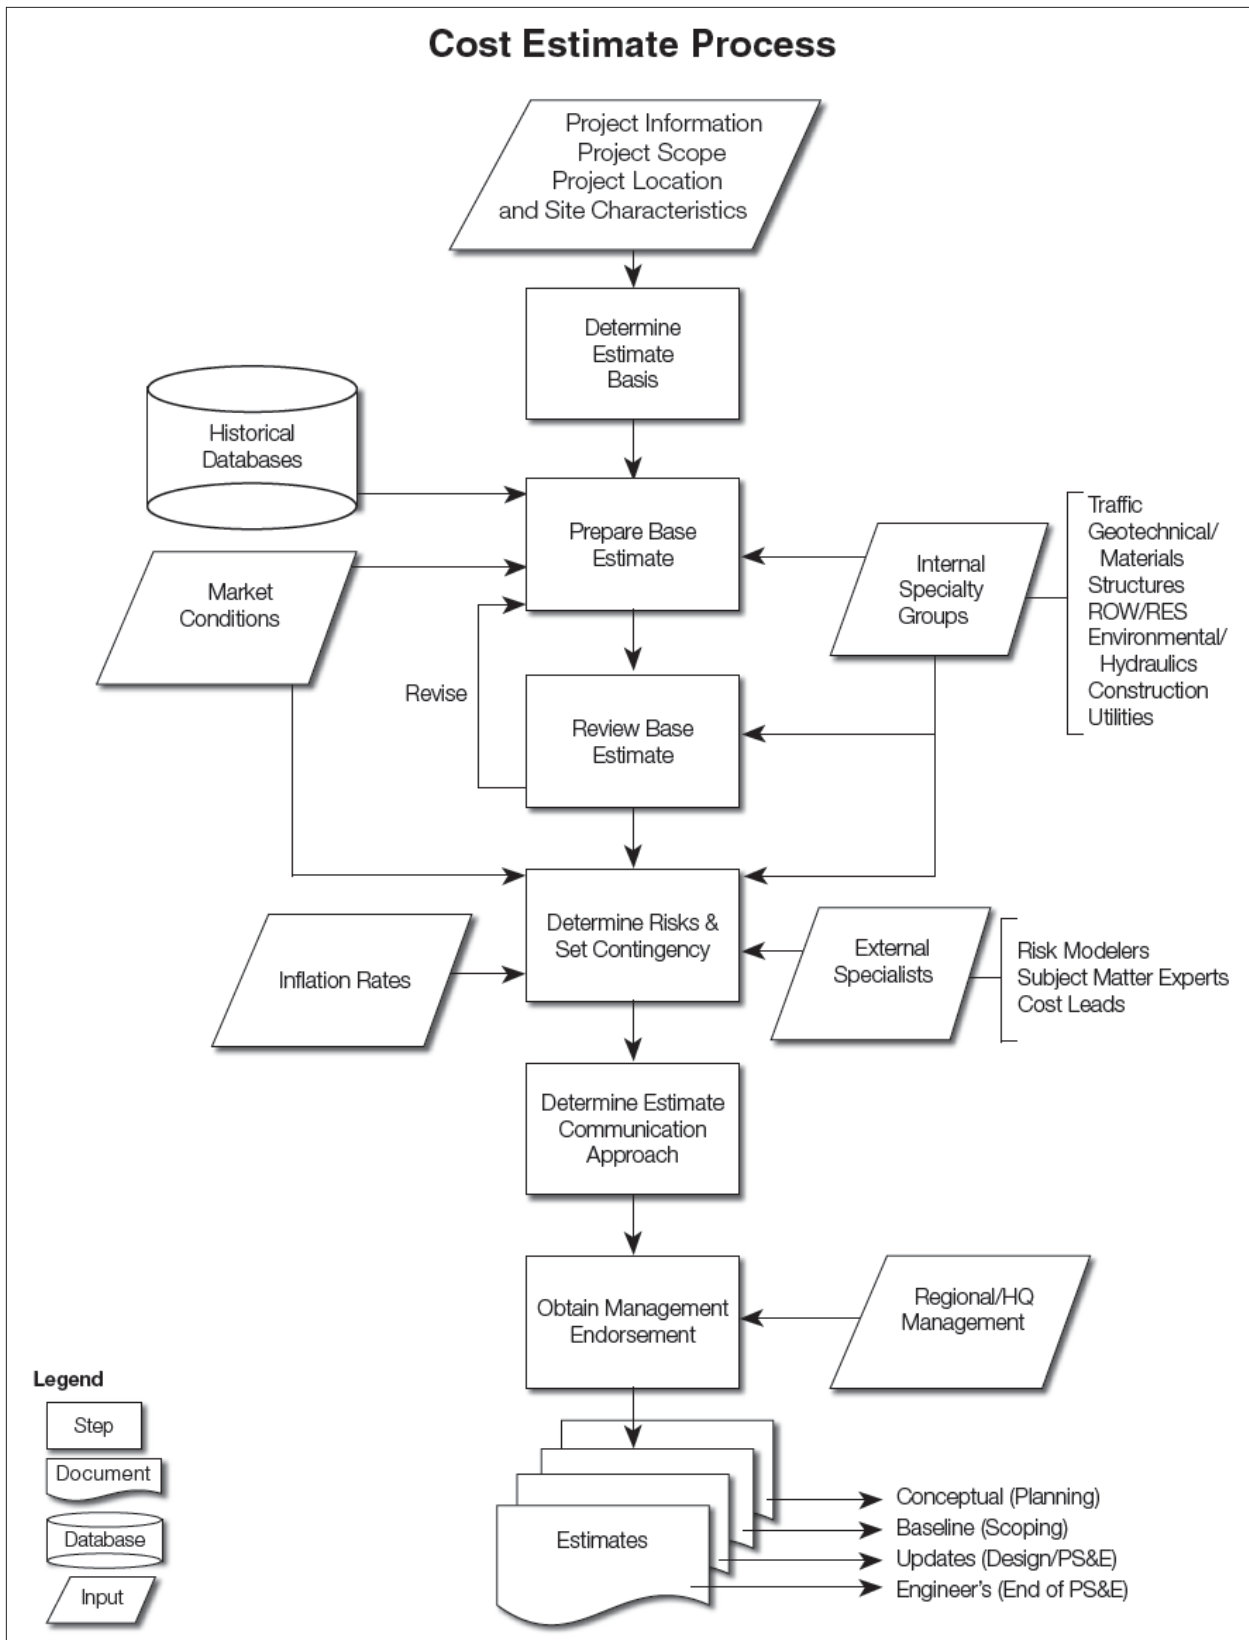 Cost Estimate Process
Project Information
Project Scope
Project Location
and Site Characteristics
Determine
Estimate
Basis
Historical
Databases
Prepare Base
Estimate
Market
Conditions
Internal
Specialty
Groups
Traffic
Geotechnical/
Materials
Structures
ROW/RES
Environmental/
Hydraulics
Construction
Utilities
Revise
Review Base
Estimate
Determine Risks &
Set Contingency
Inflation Rates
External
Specialists
Risk Modelers
Subject Matter Experts
Cost Leads
Determine Estimate
Communication
Approach
Obtain Management
Endorsement
Regional/HQ
Management
Legend
Step
Document
Database
Input
Estimates
Conceptual (Planning)
Baseline (Scoping)
Updates (Design/PS&E)
Engineer's (End of PS&E)